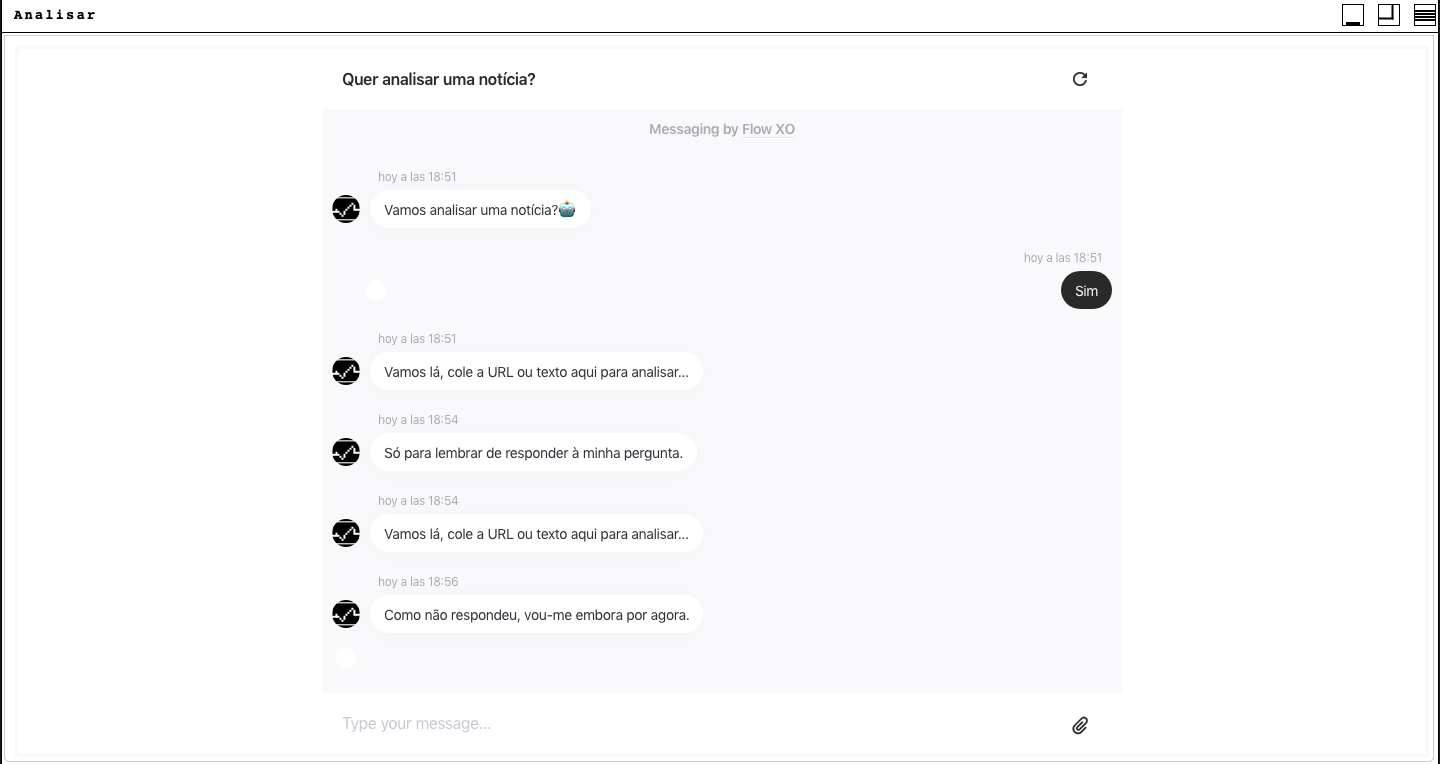 Analisar
Quer analisar uma notícia?
Messaging by Flow XO
hoy a las 18:51
Vamos analisar uma notícia?🤖
hoy a las 18:51
Sim
hoy a las 18:51
Vamos lá, cole a URL ou texto aqui para analisar...
hoy a las 18:54
Só para lembrar de responder à minha pergunta.
hoy a las 18:54
Vamos lá, cole a URL ou texto aqui para analisar...
hoy a las 18:56
Como não respondeu, vou-me embora por agora.
Type your message...